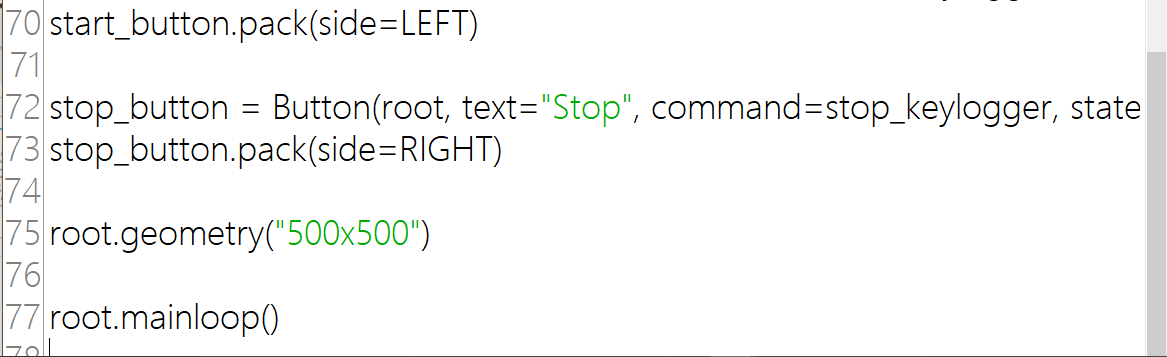 70 start_button.pack(side=LEFT)
71
72 stop_button = Button(root, text="Stop", command=stop_keylogger, state
73 stop_button.pack(side=RIGHT)
74
75 root.geometry("500x500")
76
77 root.mainloop()
78